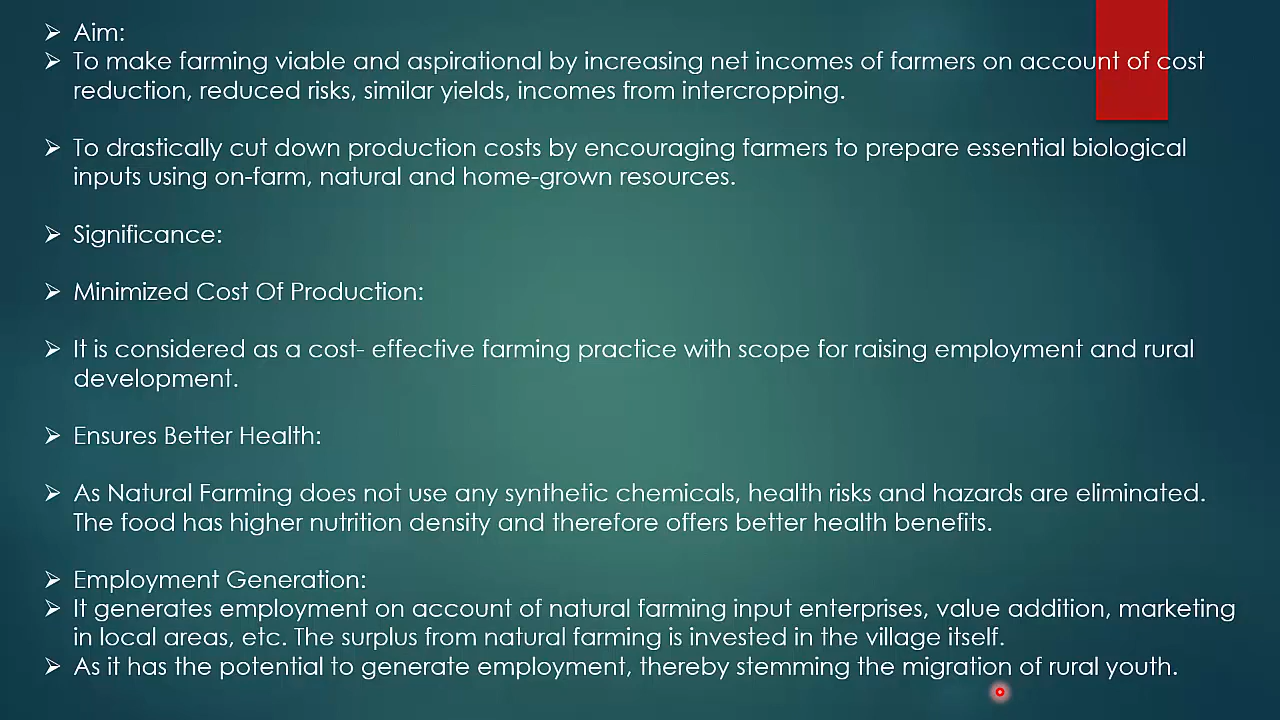 ➢ Aim:
➢ To make farming viable and aspirational by increasing net incomes of farmers on account of cost
reduction, reduced risks, similar yields, incomes from intercropping.
➢ To drastically cut down production costs by encouraging farmers to prepare essential biological
inputs using on-farm, natural and home-grown resources.
➢ Significance:
➢ Minimized Cost Of Production:
➢ It is considered as a cost- effective farming practice with scope for raising employment and rural
development.
➢ Ensures Better Health:
➢ As Natural Farming does not use any synthetic chemicals, health risks and hazards are eliminated.
The food has higher nutrition density and therefore offers better health benefits.
➢ Employment Generation:
➢ It generates employment on account of natural farming input enterprises, value addition, marketing
in local areas, etc. The surplus from natural farming is invested in the village itself.
➢ As it has the potential to generate employment, thereby stemming the migration of rural youth.